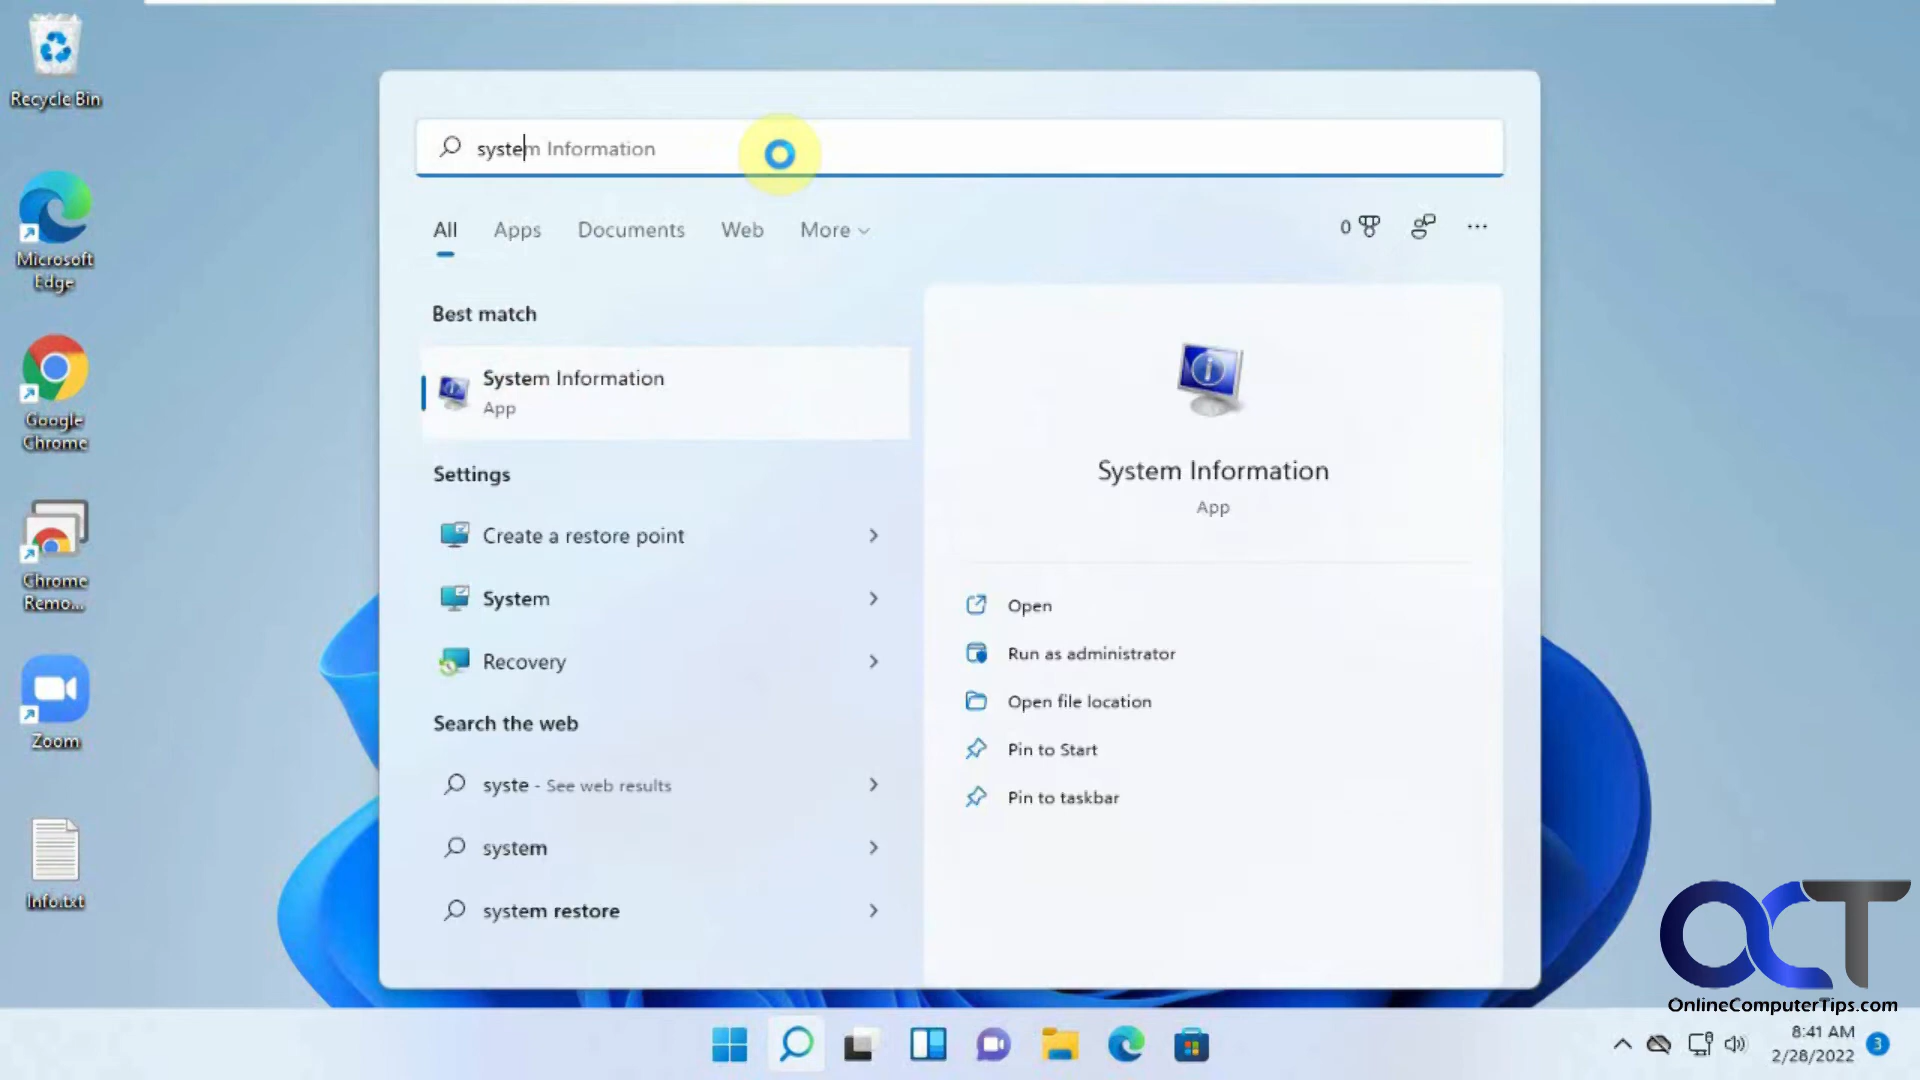 Recycle Bin
Microsoft
Edge
Google
Chrome
Chrome
Remo...
Zoom
Info.txt
system Information
All
Apps
Documents
Web
More
0
...
Best match
System Information
App
Settings
Create a restore point
System
Recovery
Search the web
syste - See web results
system
system restore
System Information
App
Open
Run as administrator
Open file location
Pin to Start
Pin to taskbar
OCT
OnlineComputerTips.com
8:41 AM
2/28/2022
3